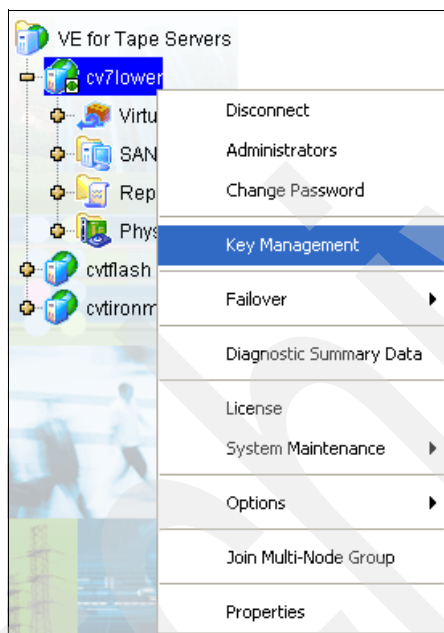 VE for Tape Servers
cv7lower
Virtu
SAN
Rep
Phys
cvtflash
cvtironm
Disconnect
Administrators
Change Password
Key Management
Failover
Diagnostic Summary Data
License
System Maintenance
Options
Join Multi-Node Group
Properties